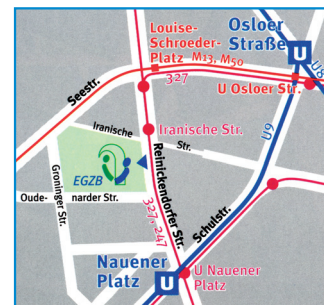 Osloer
Straße
U
Louise-
Schroeder-
Platz
M13, M50
327
U8
U Osloer Str.
Seestr.
U9
Iranische
Str.
Iranische Str.
EGZB
Reinickendorfer Str.
Groninger Str.
Oude-
narder Str.
327, 247
Schulstr.
Nauener
Platz
U
U Nauener
Platz